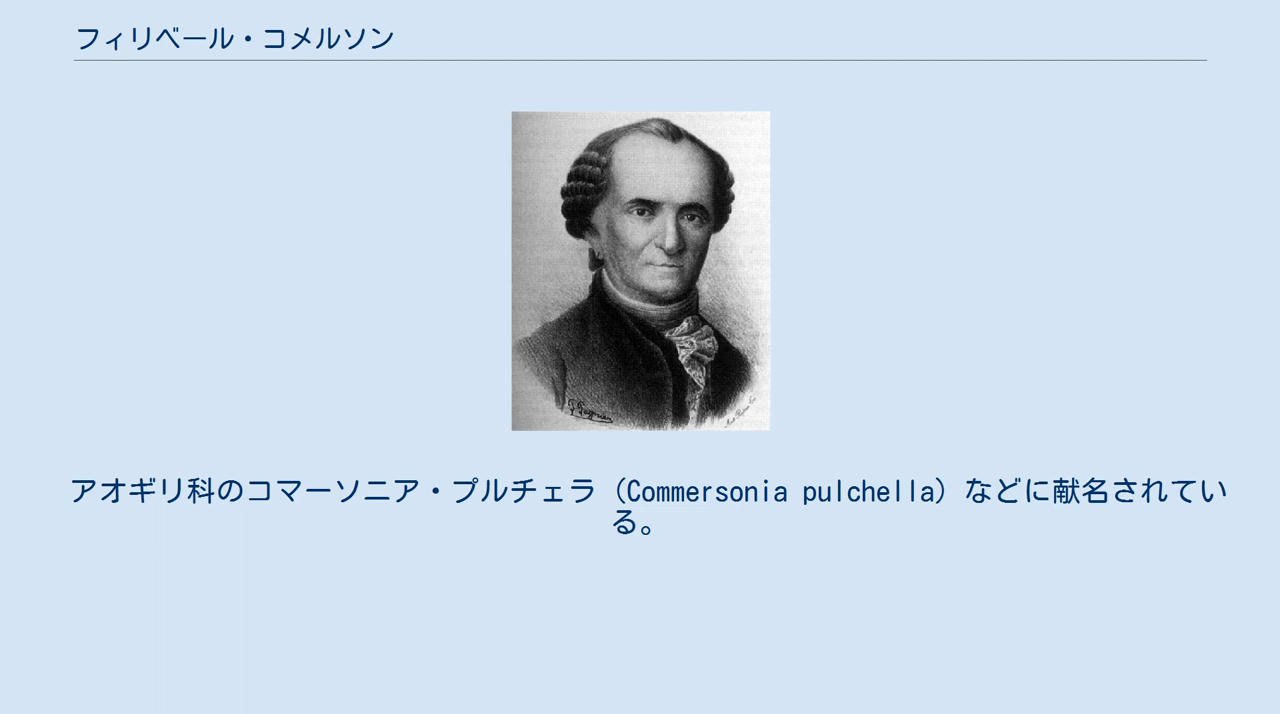 フィリベール・コメルソン
アオギリ科のコマーソニア・プルチェラ（Commersonia pulchella）などに献名されてい
る。